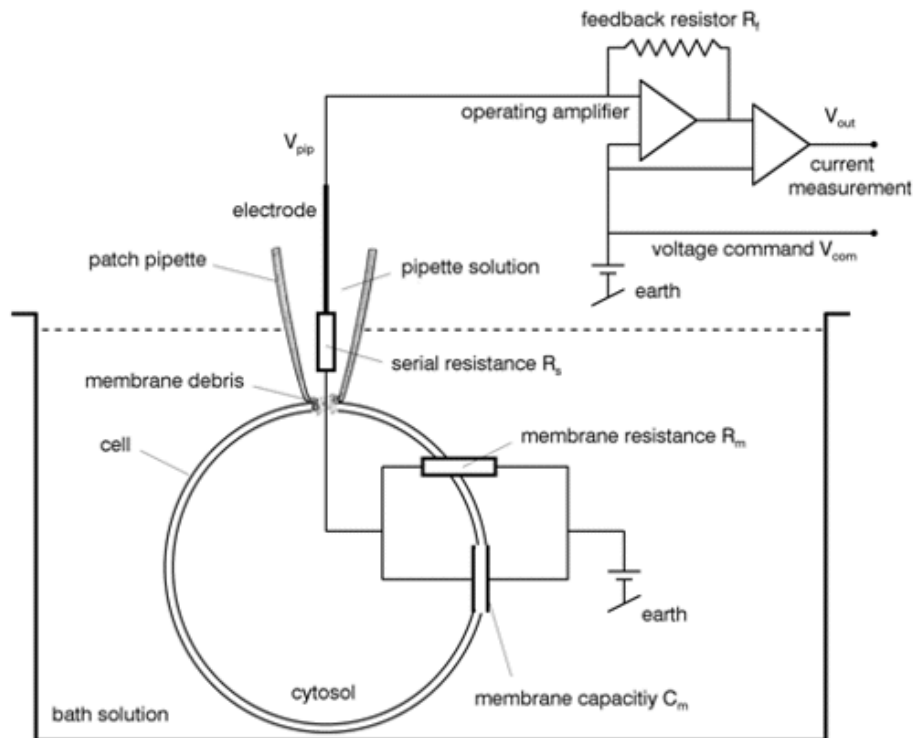 feedback resistor Rf
operating amplifier
Vout
Vpip
current
measurement
electrode
voltage command Vcom
patch pipette
pipette solution
earth
serial resistance Rs
membrane debris
membrane resistance Rm
cell
earth
cytosol
membrane capacitiy Cm
bath solution